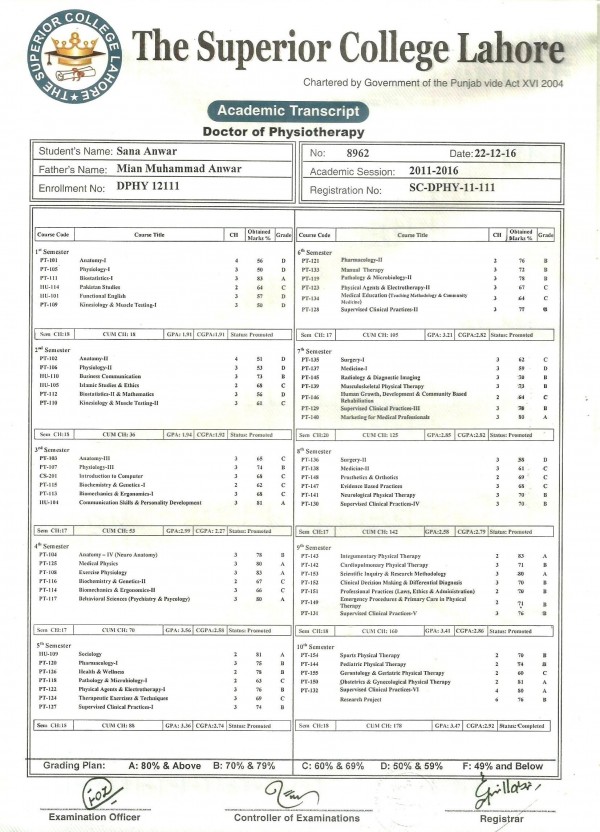 THE SUPERIOR COLLEGE LAHORE
The Superior College Lahore
Chartered by Government of the Punjab vide Act XVI 2004
Academic Transcript
Doctor of Physiotherapy
Student's Name: Sana Anwar
Father's Name: Mian Muhammad Anwar
Enrollment No: DPHY 12111
No: 8962 Date: 22-12-16
Academic Session: 2011-2016
Registration No: SC-DPHY-11-111
Course Code Course Title CH Obtained Marks % Grade
1st Semester
PT-101 Anatomy-I 4 56 D
PT-105 Physiology-I 3 50 D
PT-111 Biostatistics-I 3 83 A
HU-114 Pakistan Studies 2 64 C
HU-101 Functional English 3 57 D
PT-109 Kinesiology & Muscle Testing-I 3 50 D
Sem CH:18 CUM CH: 18 GPA: 1.91 CGPA:1.91 Status: Promoted
2nd Semester
PT-102 Anatomy-II 4 51 D
PT-106 Physiology-II 3 53 D
HU-110 Business Communication 3 73 B
HU-105 Islamic Studies & Ethics 2 68 C
PT-112 Biostatistics-II & Mathematics 3 56 D
PT-110 Kinesiology & Muscle Testing-II 3 61 C
Sem CH:18 CUM CH: 36 GPA: 1.94 CGPA:1.92 Status: Promoted
3rd Semester
PT-103 Anatomy-III 3 65 C
PT-107 Physiology-III 3 74 B
CS-201 Introduction to Computer 3 68 C
PT-115 Biochemistry & Genetics-I 2 62 C
PT-113 Biomechanics & Ergonomics-I 3 68 C
HU-104 Communication Skills & Personality Development 3 81 A
Sem CH:17 CUM CH: 53 GPA:2.99 CGPA: 2.27 Status: Promoted
4th Semester
PT-104 Anatomy – IV (Neuro Anatomy) 3 78 B
PT-125 Medical Physics 3 80 A
PT-108 Exercise Physiology 3 83 A
PT-116 Biochemistry & Genetics-II 2 67 C
PT-114 Biomechanics & Ergonomics-II 3 66 C
PT-117 Behavioral Sciences (Psychiatry & Psycology) 3 80 A
Sem CH:17 CUM CH: 70 GPA: 3.56 CGPA:2.58 Status: Promoted
5th Semester
HU-109 Sociology 2 81 A
PT-120 Pharmacology-I 3 75 B
PT-126 Health & Wellness 2 78 B
PT-118 Pathology & Microbiology-I 2 63 C
PT-122 Physical Agents & Electrotherapy-I 3 76 B
PT-124 Therapeutic Exercises & Techniques 3 69 C
PT-127 Supervised Clinical Practices-I 3 74 B
Sem CH:18 CUM CH: 88 GPA: 3.36 CGPA:2.74 Status: Promoted
Course Code Course Title CH Obtained Marks % Grade
6th Semester
PT-121 Pharmacology-II 3 76 B
PT-133 Manual Therapy 3 72 B
PT-119 Pathology & Microbiology-II 3 78 B
PT-123 Physical Agents & Electrotherapy-II 3 67 C
PT-134 Medical Education (Teaching Methodology & Community Medicine) 3 64 C
PT-128 Supervised Clinical Practices-II 3 77 B
Sem CH: 17 CUM CH: 105 GPA: 3.21 CGPA:2.82 Status: Promoted
7th Semester
PT-135 Surgery-I 3 62 C
PT-137 Medicine-I 3 59 D
PT-145 Radiology & Diagnostic Imaging 3 70 B
PT-139 Musculoskeletal Physical Therapy 3 73 B
PT-146 Human Growth, Development & Community Based Rehabilitation 2 64 C
PT-129 Supervised Clinical Practices-III 3 78 B
PT-140 Marketing for Medical Professionals 3 80 A
Sem CH:20 CUM CH: 125 GPA:2.85 CGPA:2.82 Status: Promoted
8th Semester
PT-136 Surgery-II 3 58 D
PT-138 Medicine-II 3 61 C
PT-148 Prosthetics & Orthotics 2 69 C
PT-147 Evidence Based Practices 3 68 C
PT-141 Neurological Physical Therapy 3 70 B
PT-130 Supervised Clinical Practices-IV 3 70 B
Sem CH:17 CUM CH: 142 GPA:2.58 CGPA:2.79 Status: Promoted
9th Semester
PT-143 Integumentary Physical Therapy 2 83 A
PT-142 Cardiopulmonary Physical Therapy 3 71 B
PT-153 Scientific Inquiry & Research Methodology 3 80 A
PT-152 Clinical Decision Making & Differential Diagnosis 3 70 B
PT-151 Professional Practices (Laws, Ethics & Administration) 2 70 B
PT-149 Emergency Procedures & Primary Care in Physical Therapy 2 71 B
PT-131 Supervised Clinical Practices-V 3 76 B
Sem CH:18 CUM CH: 160 GPA: 3.41 CGPA:2.86 Status: Promoted
10th Semester
PT-154 Sports Physical Therapy 2 70 B
PT-144 Pediatric Physical Therapy 2 74 B
PT-155 Gerontology & Geriatric Physical Therapy 2 60 C
PT-150 Obstetrics & Gynecological Physical Therapy 2 81 A
PT-132 Supervised Clinical Practices-VI 4 80 A
Research Project 6 76 B
Sem CH:18 CUM CH: 178 GPA: 3.47 CGPA:2.92 Status: Completed
Grading Plan: A: 80% & Above B: 70% & 79% C: 60% & 69% D: 50% & 59% F: 49% and Below
Examination Officer
Controller of Examinations
Registrar